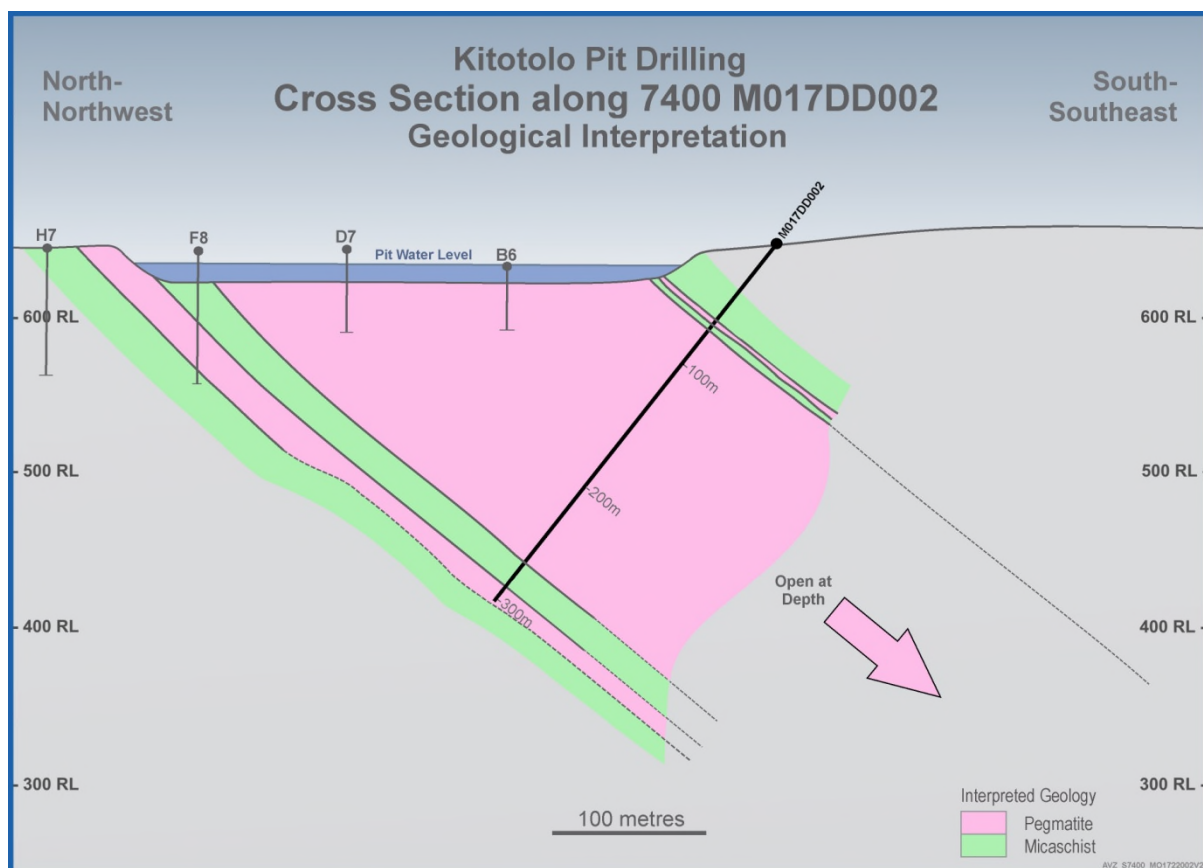 Kitotolo Pit Drilling
Cross Section along 7400 M017DD002
Geological Interpretation
North-
Northwest
South-
Southeast
M017DD002
H7
F8
D7
B6
Pit Water Level
- 600 RL
600 RL -
-100m
- 500 RL
500 RL -
-200m
-300m
Open at
Depth
- 400 RL
400 RL -
- 300 RL
300 RL -
100 metres
Interpreted Geology
Pegmatite
Micaschist
AVZ_S7400_MO1722002V2